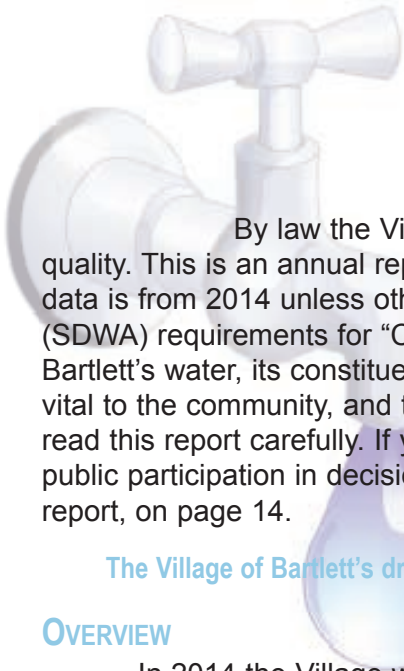 By law the Vi
quality. This is an annual rep
data is from 2014 unless oth
(SDWA) requirements for “C
Bartlett’s water, its constitue
vital to the community, and t
read this report carefully. If y
public participation in decisi
report, on page 14.
The Village of Bartlett’s dr
OVERVIEW
In 2014 the Village w